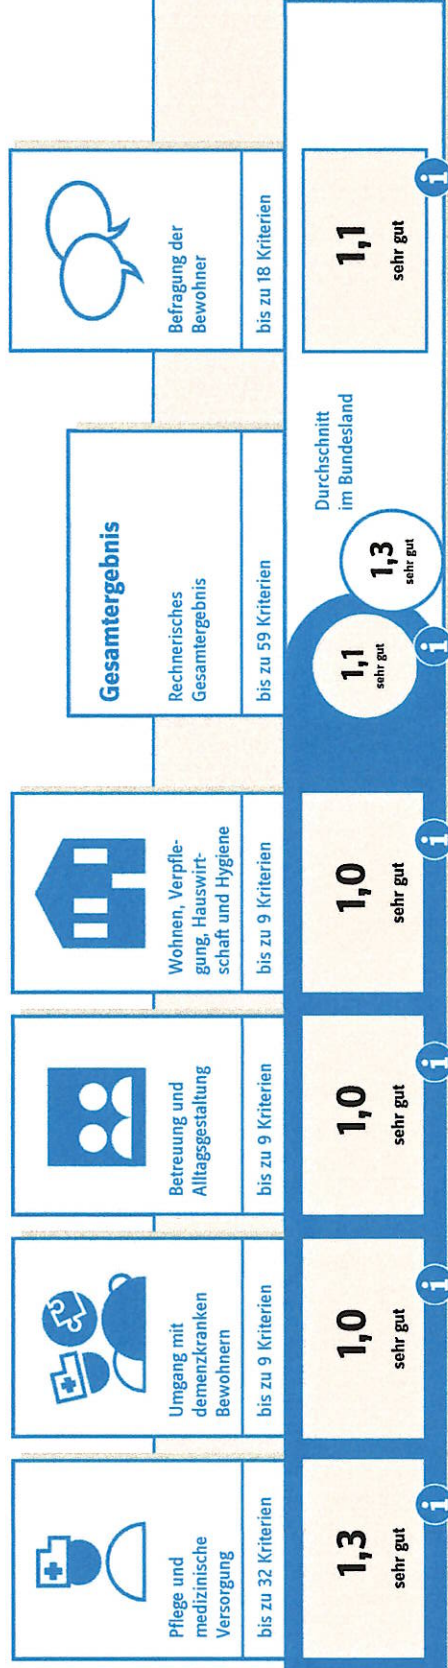 Pflege und
medizinische
Versorgung
bis zu 32 Kriterien
1,3
sehr gut
i
Umgang mit
demenzkranken
Bewohnern
bis zu 9 Kriterien
1,0
sehr gut
i
Betreuung und
Alltagsgestaltung
bis zu 9 Kriterien
1,0
sehr gut
i
Wohnen, Verpfle-
gung, Hauswirt-
schaft und Hygiene
bis zu 9 Kriterien
1,0
sehr gut
i
Gesamtergebnis
Rechnerisches
Gesamtergebnis
bis zu 59 Kriterien
1,1
sehr gut
i
Durchschnitt
im Bundesland
1,3
sehr gut
Befragung der
Bewohner
bis zu 18 Kriterien
1,1
sehr gut
i